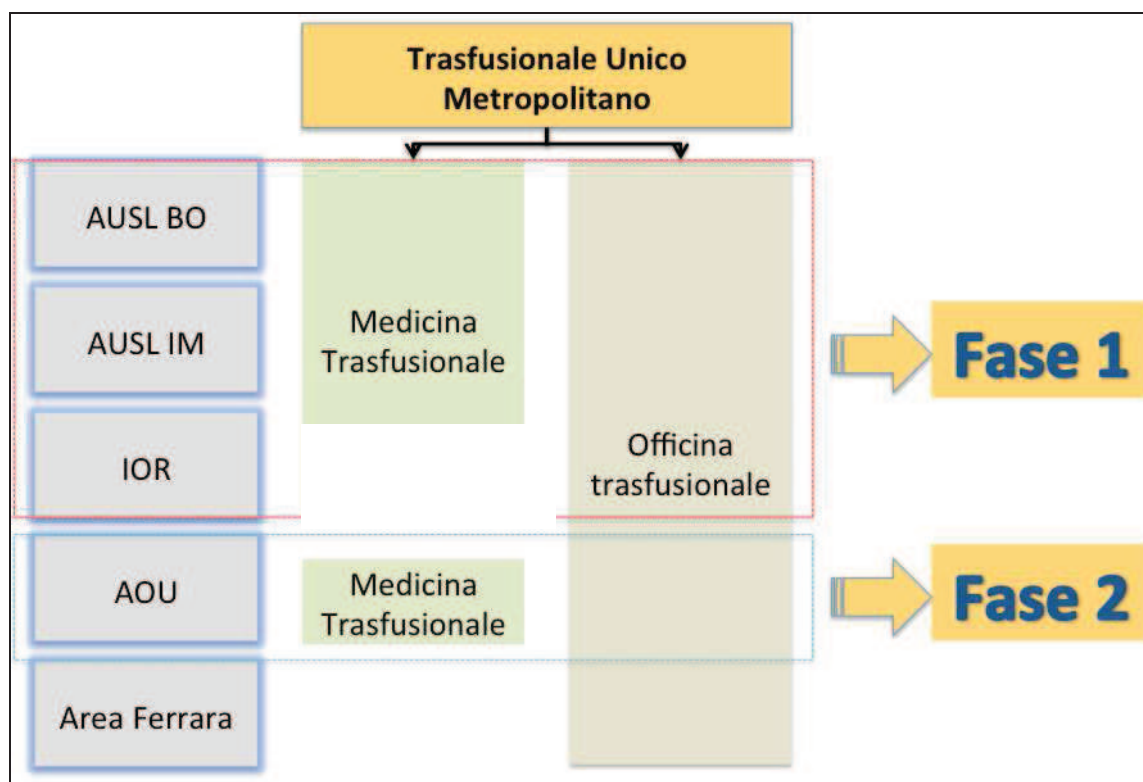 Trasfusionale Unico
Metropolitano
AUSL BO
AUSL IM
IOR
AOU
Area Ferrara
Medicina
Trasfusionale
Medicina
Trasfusionale
Officina
trasfusionale
Fase 1
Fase 2